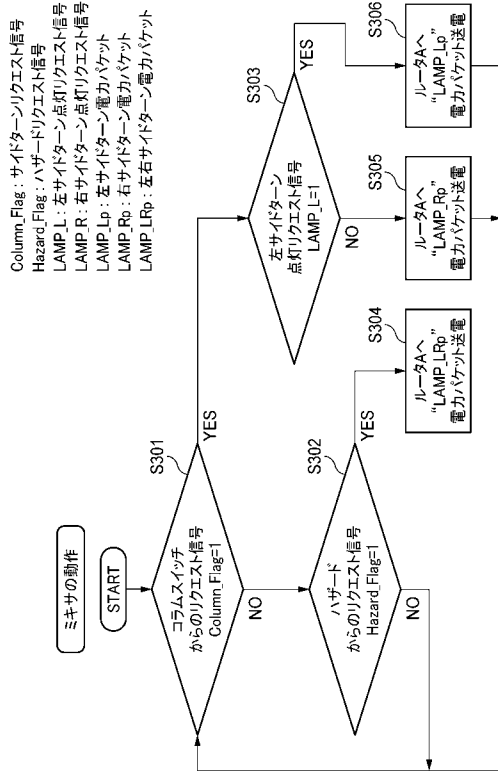 Column_Flag：サイドターンリクエスト信号
Hazard_Flag：ハザードリクエスト信号
LAMP_L：左サイドターン点灯リクエスト信号
LAMP_R：右サイドターン点灯リクエスト信号
LAMP_Lp：左サイドターン電力パケット
LAMP_Rp：右サイドターン電力パケット
LAMP_LRp：左右サイドターン電力パケット
ミキサの動作
START
S301
コラムスイッチ
からのリクエスト信号
Column_Flag=1
YES
NO
S302
ハザード
からのリクエスト信号
Hazard_Flag=1
YES
NO
S303
左サイドターン
点灯リクエスト信号
LAMP_L=1
YES
NO
S304
ルータAへ
“LAMP_LRp”
電力パケット送電
S305
ルータAへ
“LAMP_Rp”
電力パケット送電
S306
ルータAへ
“LAMP_Lp”
電力パケット送電